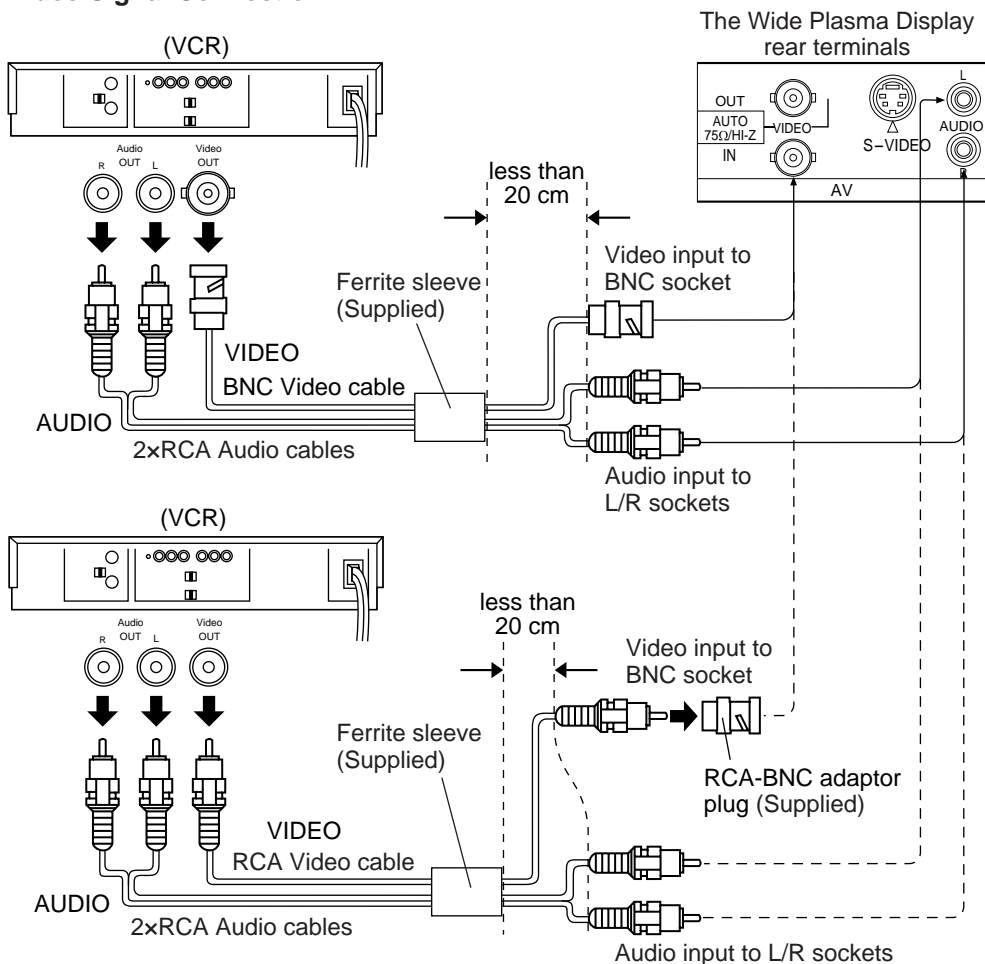 The Wide Plasma Display
rear terminals
(VCR)
OUT
AUTO
75Ω/HI-Z
IN
VIDEO
S–VIDEO
L
AUDIO
R
AV
Audio
OUT
R
L
Video
OUT
less than
20 cm
Video input to
BNC socket
Ferrite sleeve
(Supplied)
VIDEO
BNC Video cable
AUDIO
2×RCA Audio cables
Audio input to
L/R sockets
(VCR)
Audio
OUT
R
L
Video
OUT
less than
20 cm
Video input to
BNC socket
Ferrite sleeve
(Supplied)
RCA-BNC adaptor
plug (Supplied)
VIDEO
RCA Video cable
AUDIO
2×RCA Audio cables
Audio input to L/R sockets